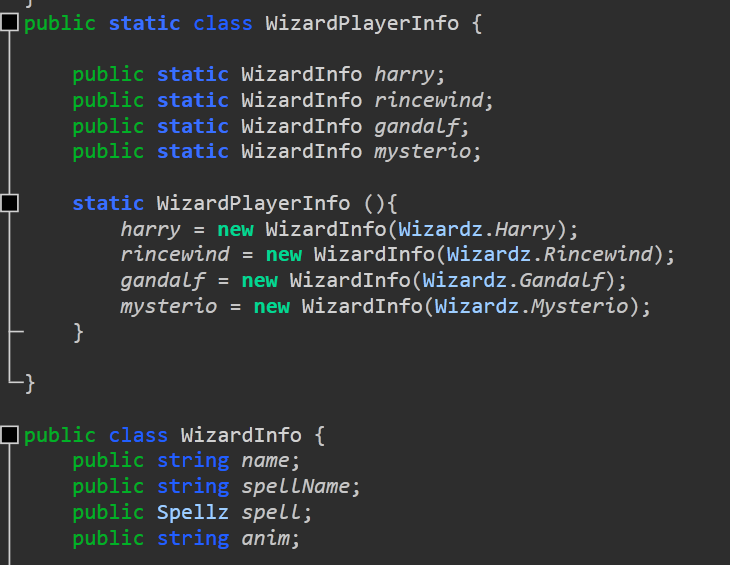 }
public static class WizardPlayerInfo {
public static WizardInfo harry;
public static WizardInfo rincewind;
public static WizardInfo gandalf;
public static WizardInfo mysterio;
static WizardPlayerInfo (){
harry = new WizardInfo(Wizardz.Harry);
rincewind = new WizardInfo(Wizardz.Rincewind);
gandalf = new WizardInfo(Wizardz.Gandalf);
mysterio = new WizardInfo(Wizardz.Mysterio);
}
}
public class WizardInfo {
public string name;
public string spellName;
public Spellz spell;
public string anim;